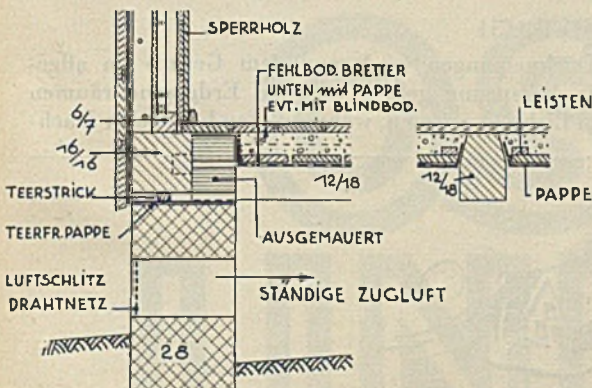 SPERRHOLZ
FEHLBOD. BRETTER
UNTEN mit PAPPE
EVT. MIT BLINDBOD.
LEISTEN
6/7
16/16
12/18
12/18
PAPPE
TEERSTRICK
TEERFR. PAPPE
AUSGEMAUERT
LUFTSCHLITZ
DRAHTNETZ
STÄNDIGE ZUGLUFT
28